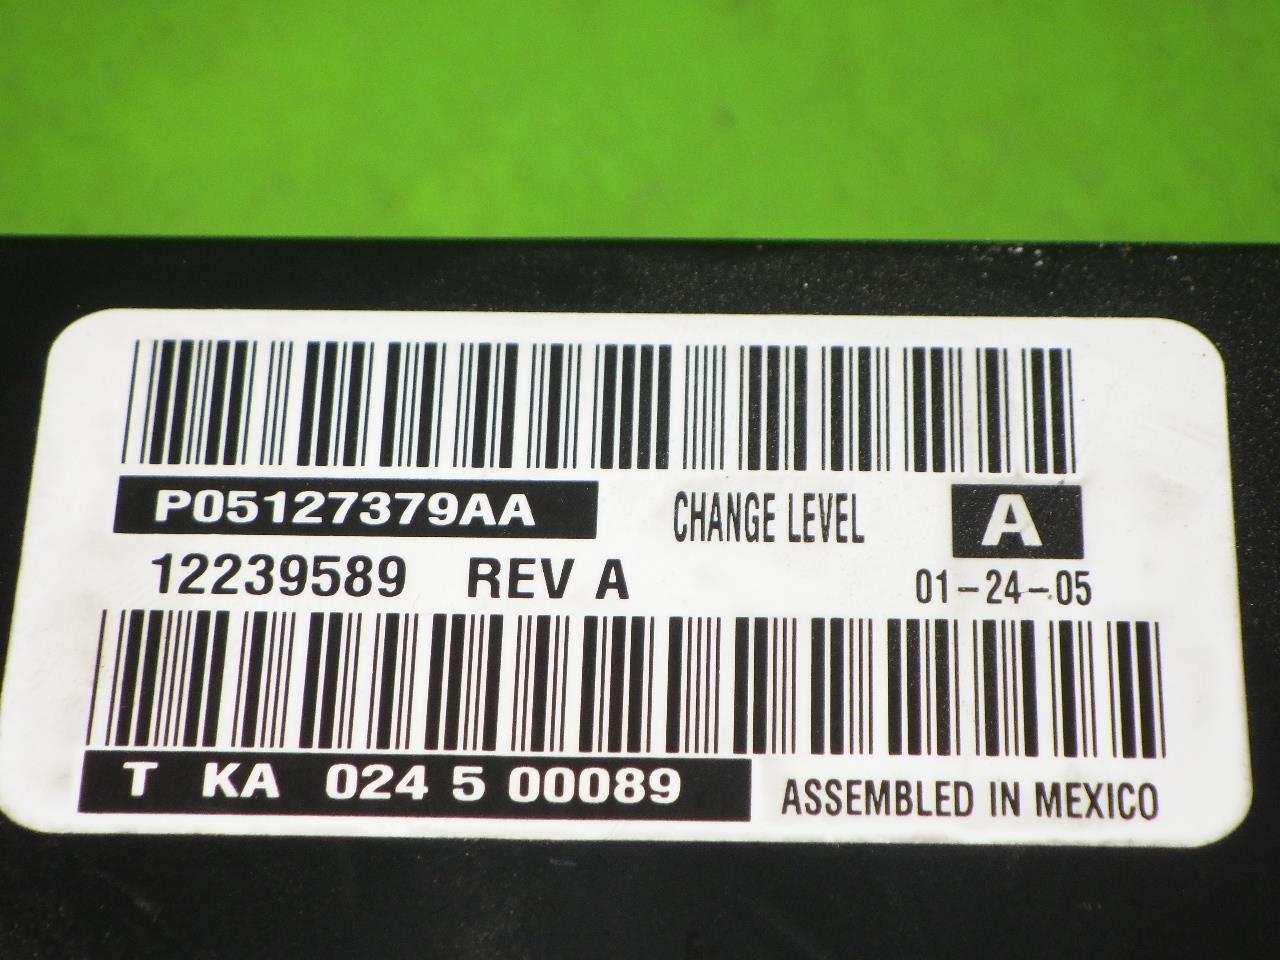 P05127379AA CHANGE LEVEL A
12239589 REV A 01-24-05
T KA 024 5 00089 ASSEMBLED IN MEXICO